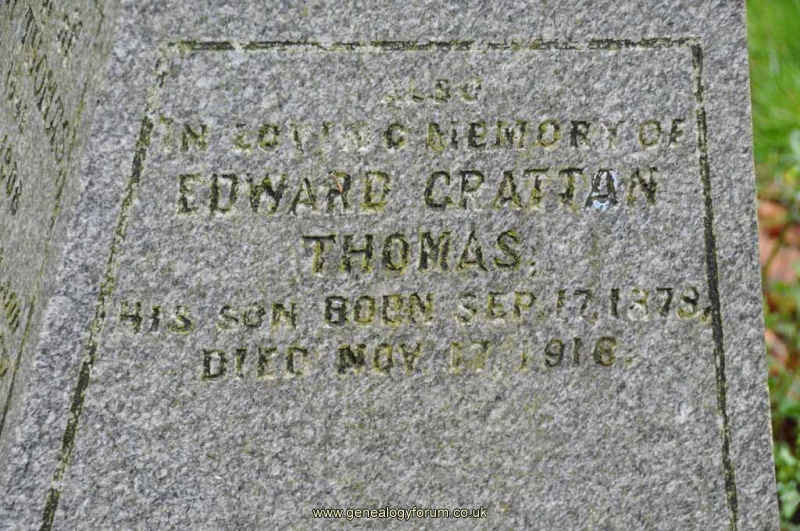 ALSO
IN LOVING MEMORY OF
EDWARD GRATTAN
THOMAS,
HIS SON BORN SEP. 17, 1878,
DIED NOV 17 1916.
www.genealogyforum.co.uk